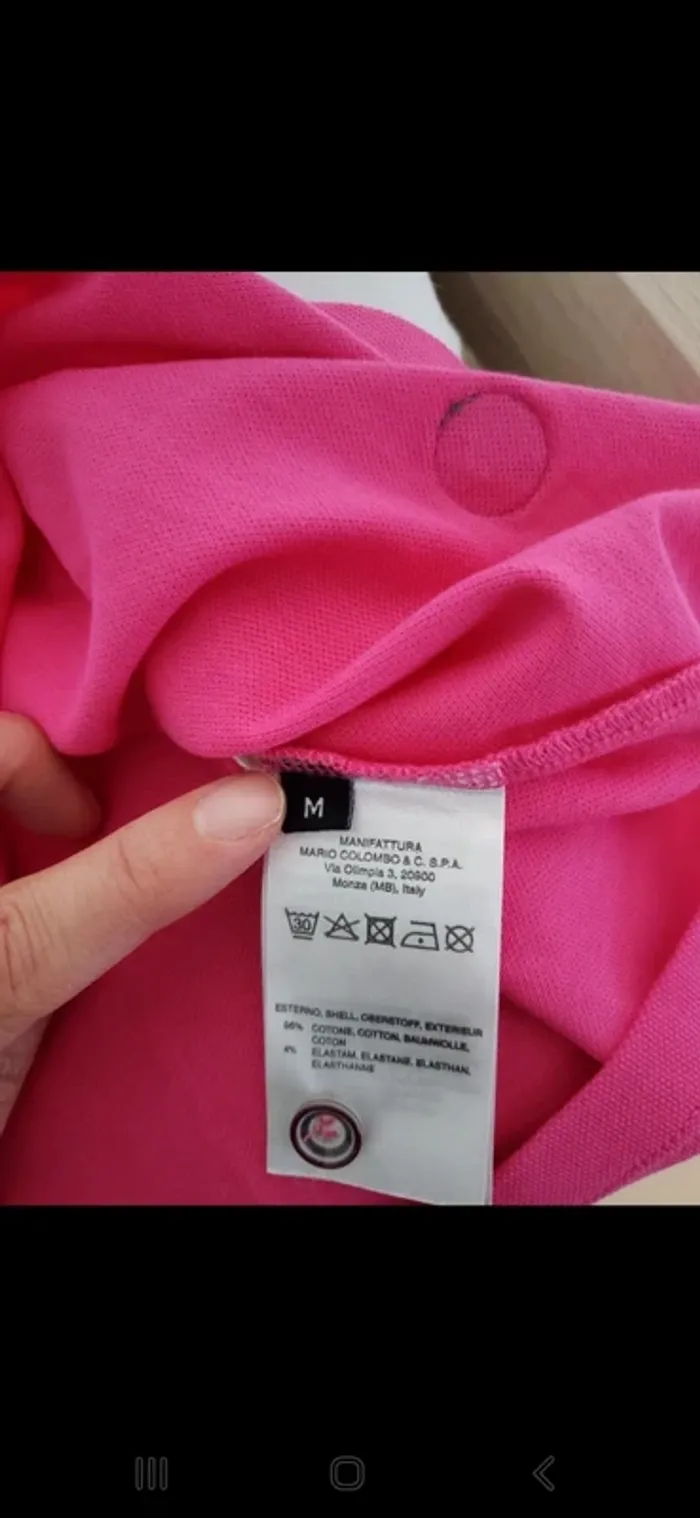 M
MANIFATTURA
MARIO COLOMBO & C. S.P.A.
Via Olimpia 3, 20900
Monza (MB), Italy
30
ESTERNO, SHELL, OBERSTOFF, EXTERIEUR
96% COTONE, COTTON, BAUMWOLLE,
COTON
4% ELASTAM, ELASTANE, ELASTHAN,
ELASTHANNE